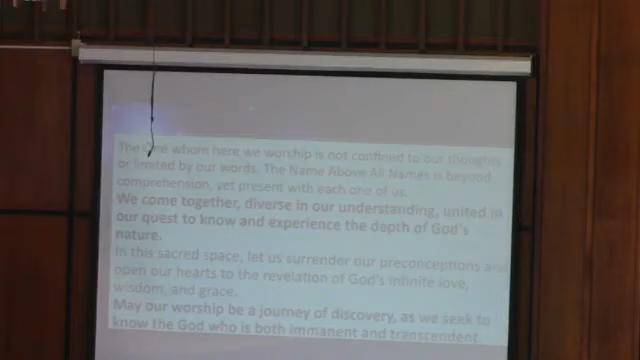 The One whom here we worship is not confined to our thoughts
or limited by our words. The Name Above All Names is beyond
comprehension, yet present with each one of us.
We come together, diverse in our understanding, united in
our quest to know and experience the depth of God's
nature.
In this sacred space, let us surrender our preconceptions and
open our hearts to the revelation of God's infinite love,
wisdom, and grace.
May our worship be a journey of discovery, as we seek to
know the God who is both immanent and transcendent.